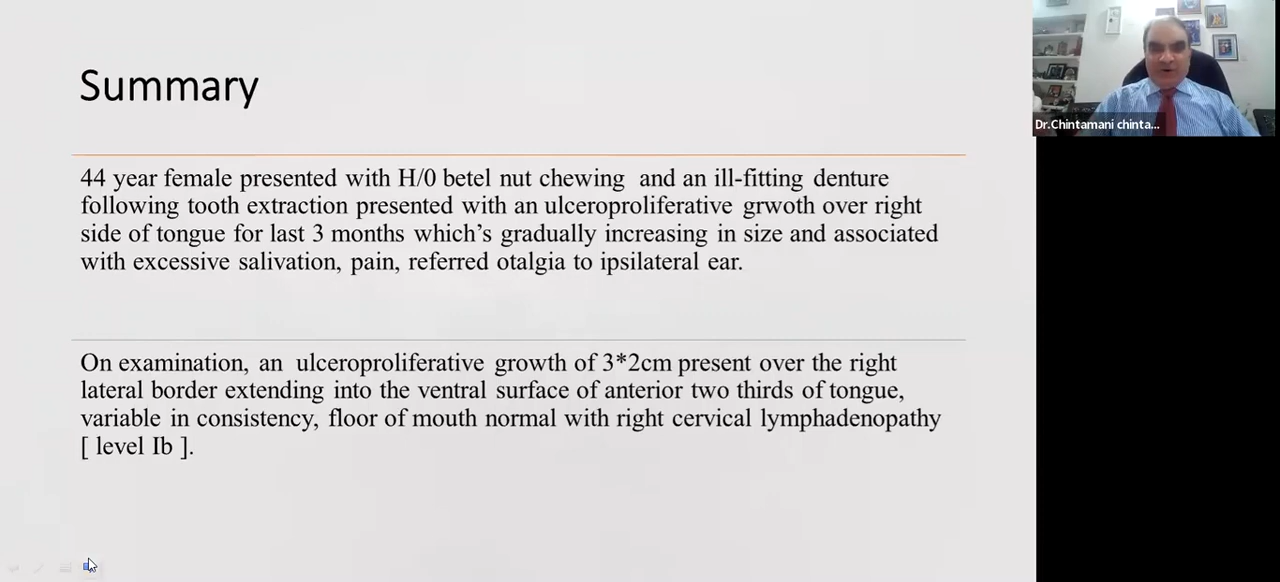 Summary
44 year female presented with H/0 betel nut chewing and an ill-fitting denture
following tooth extraction presented with an ulceroproliferative grwoth over right
side of tongue for last 3 months which's gradually increasing in size and associated
with excessive salivation, pain, referred otalgia to ipsilateral ear.
On examination, an ulceroproliferative growth of 3*2cm present over the right
lateral border extending into the ventral surface of anterior two thirds of tongue,
variable in consistency, floor of mouth normal with right cervical lymphadenopathy
[ level Ib ].
Dr.Chintamani chinta...